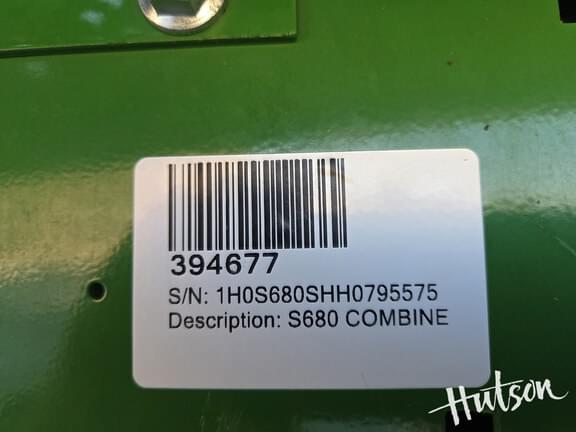 394677
S/N: 1H0S680SHH0795575
Description: S680 COMBINE
Hutson